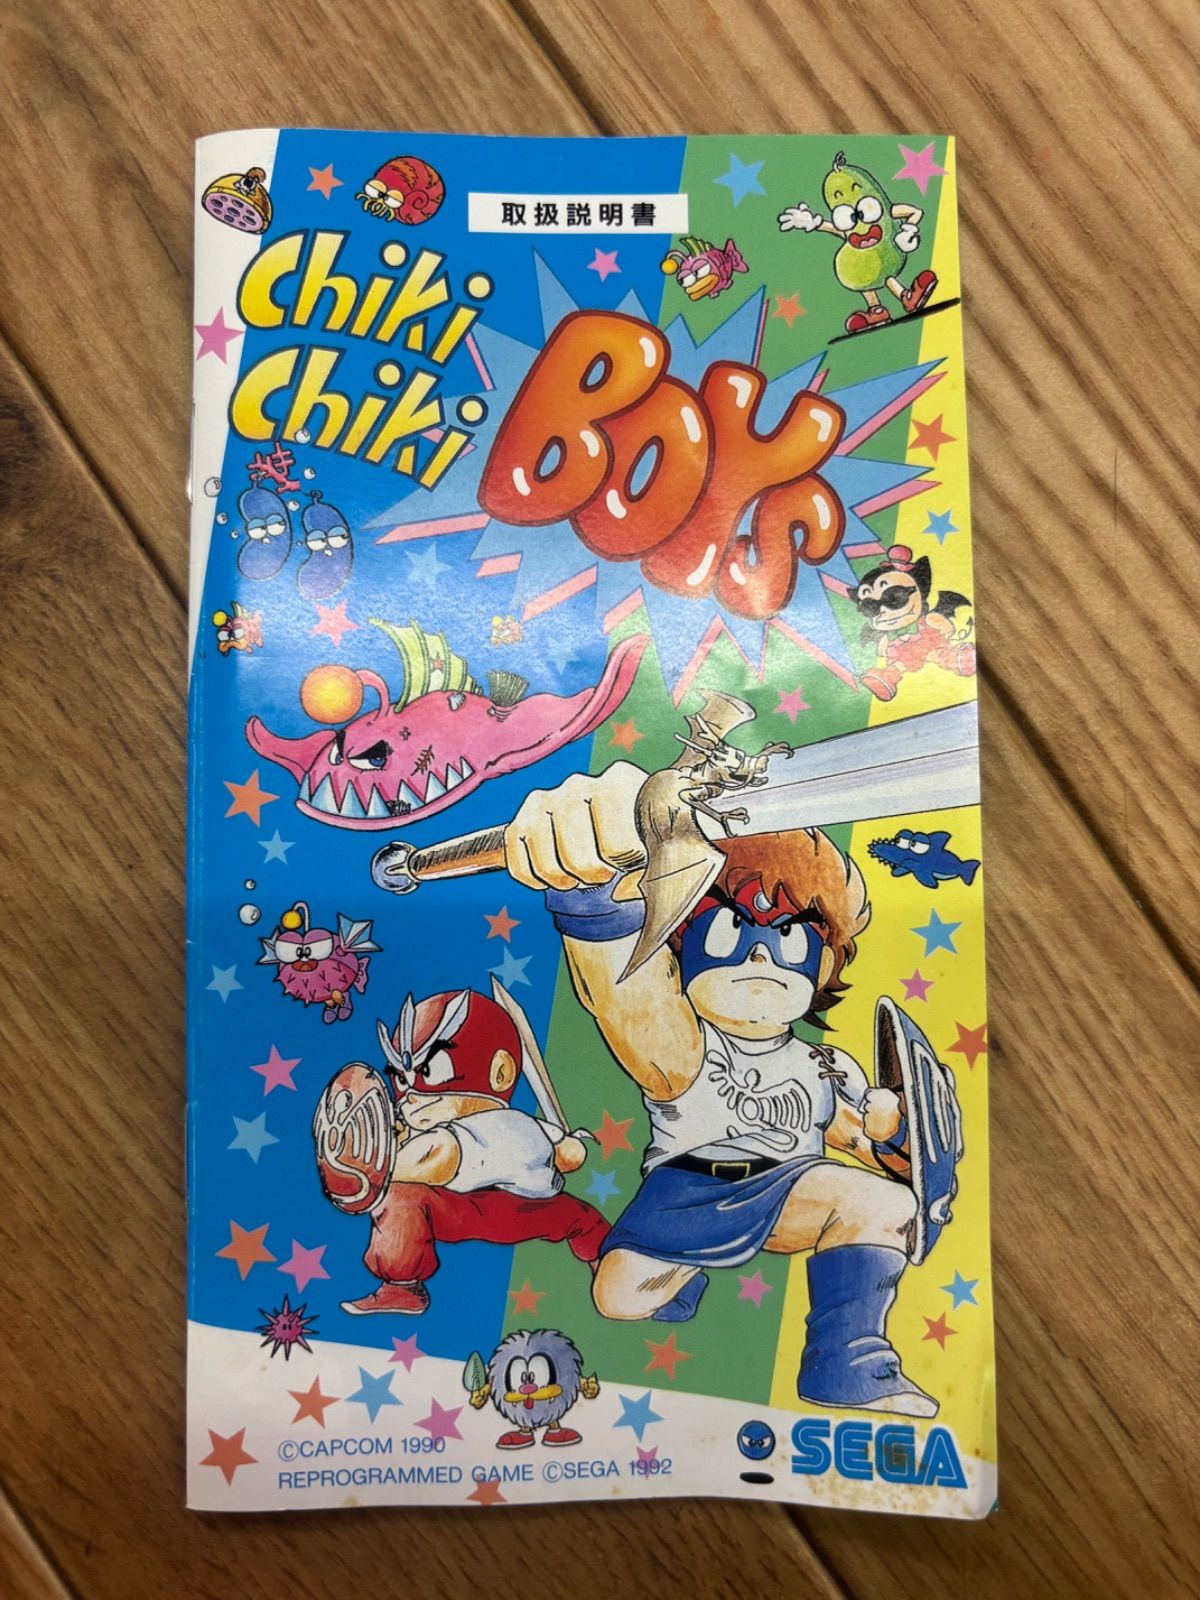 取扱説明書
Chiki
Chiki
BOYs
©CAPCOM 1990
REPROGRAMMED GAME ©SEGA 1992
SEGA